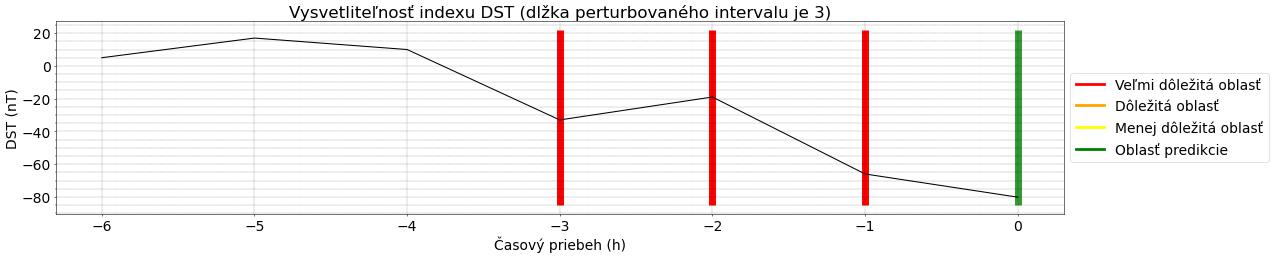 Vysvetliteľnosť indexu DST (dĺžka perturbovaného intervalu je 3)
DST (nT)
20
0
−20
−40
−60
−80
−6 −5 −4 −3 −2 −1 0
Časový priebeh (h)
Veľmi dôležitá oblasť
Dôležitá oblasť
Menej dôležitá oblasť
Oblasť predikcie